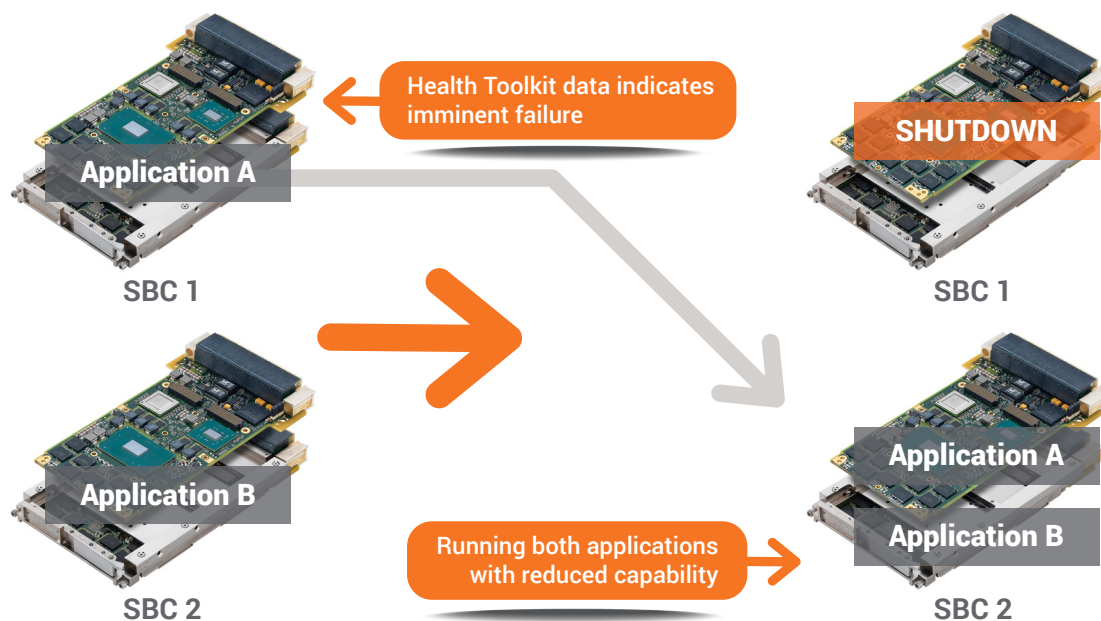 Health Toolkit data indicates
imminent failure
SHUTDOWN
Application A
SBC 1
SBC 1
Application B
Application A
Application B
Running both applications
with reduced capability
SBC 2
SBC 2